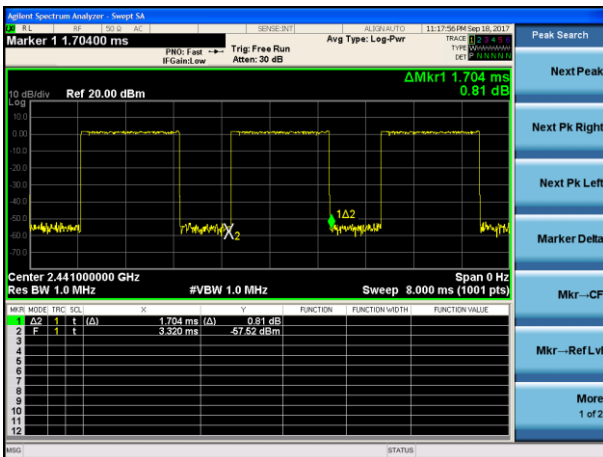 Agilent Spectrum Analyzer - Swept SA
RL RF 50 Ω AC SENSE:INT ALIGNAUTO 11:17:56PM Sep 18, 2017
Marker 1 1.70400 ms
PNO: Fast
IFGain:Low
Trig: Free Run
Atten: 30 dB
Avg Type: Log-Pwr
TRACE 1 2 3 4 5 6
TYPE
DET P N N N N N
ΔMkr1 1.704 ms
0.81 dB
10 dB/div Ref 20.00 dBm
Log
10.0
0.00
-10.0
-20.0
-30.0
-40.0
-50.0
-60.0
-70.0
1Δ2
X2
Center 2.441000000 GHz
Span 0 Hz
Res BW 1.0 MHz #VBW 1.0 MHz Sweep 8.000 ms (1001 pts)
MKR MODE TRC SCL X Y FUNCTION FUNCTION WIDTH FUNCTION VALUE
1 Δ2 1 t (Δ) 1.704 ms (Δ) 0.81 dB
2 F 1 t 3.320 ms -57.52 dBm
3
4
5
6
7
8
9
10
11
12
MSG STATUS
Peak Search
Next Peak
Next Pk Right
Next Pk Left
Marker Delta
Mkr→CF
Mkr→Ref Lvl
More
1 of 2